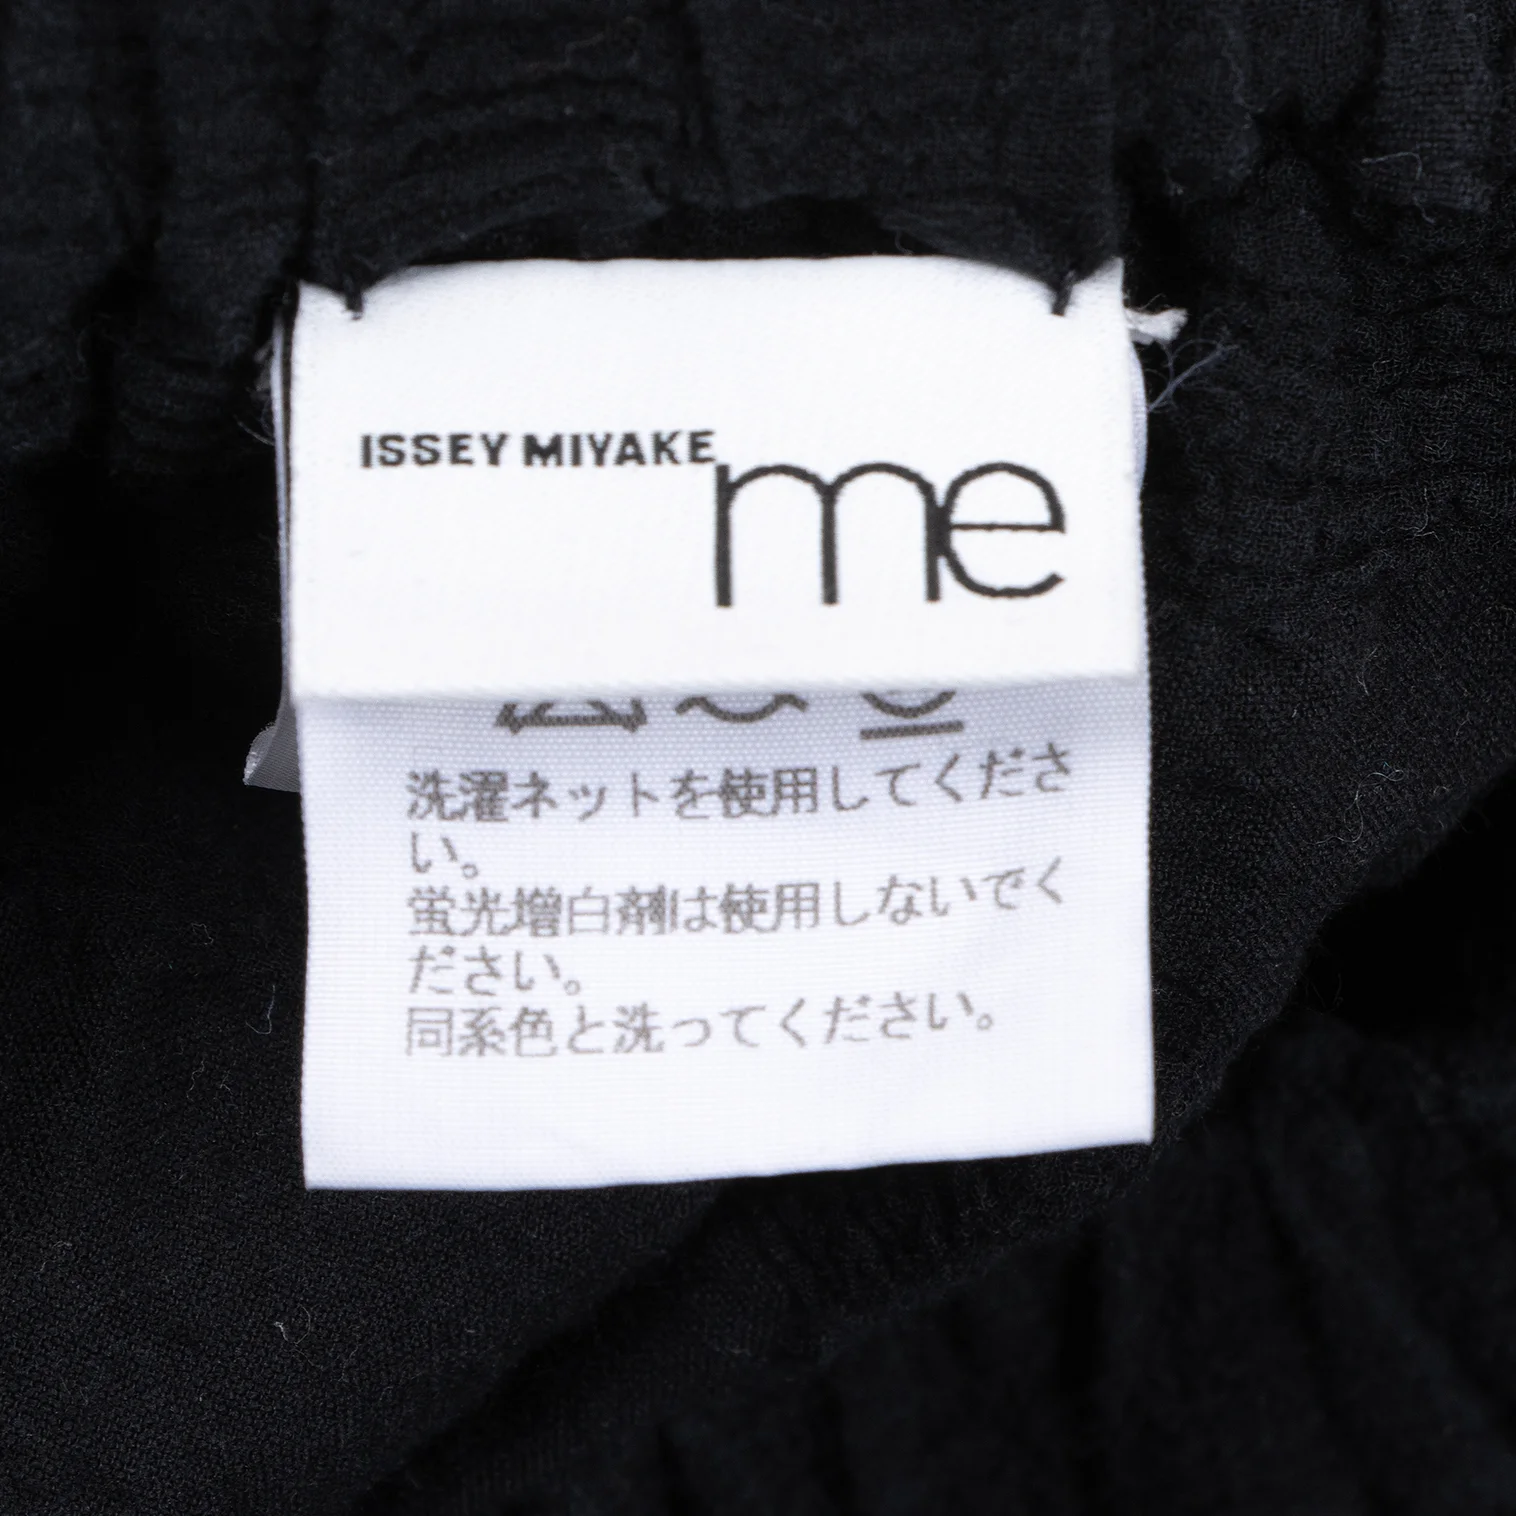 ISSEY MIYAKE
me
洗濯ネットを使用してくださ
い。
蛍光増白剤は使用しないでく
ださい。
同系色と洗ってください。